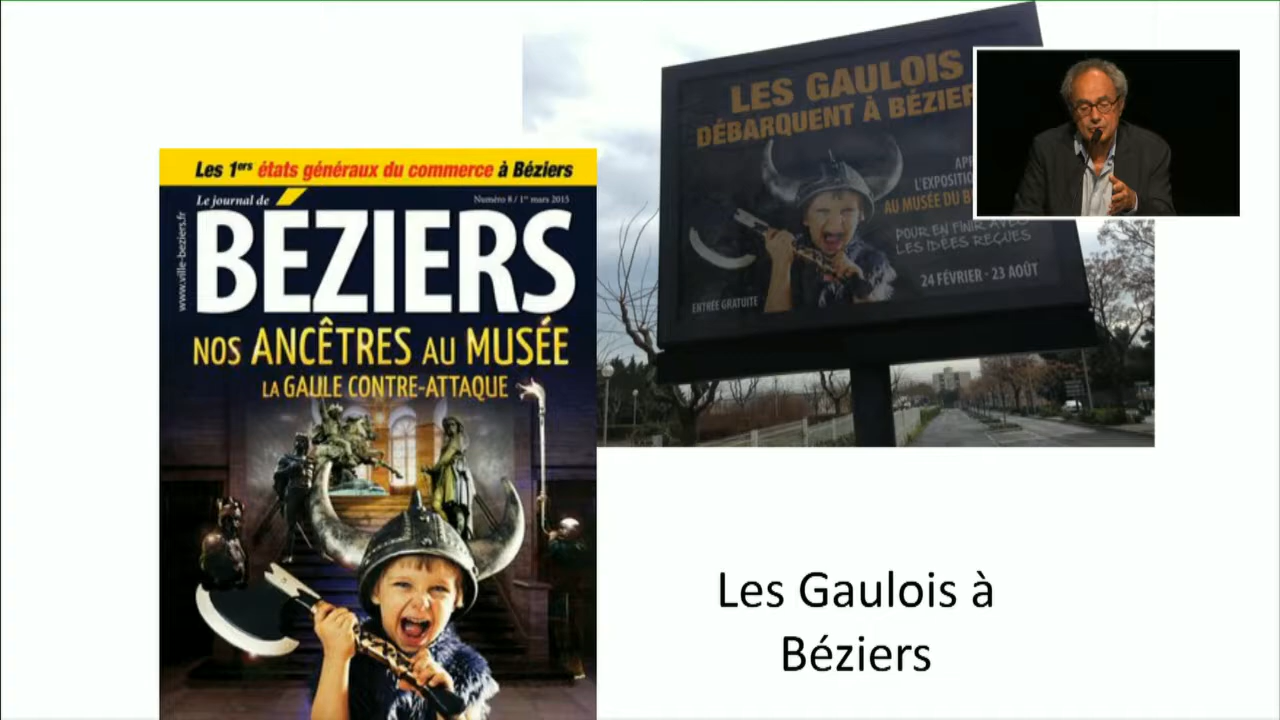 Les 1ers états généraux du commerce à Béziers
Le journal de
Numéro 8 / 1er mars 2015
www.ville-beziers.fr
BÉZIERS
NOS ANCÊTRES AU MUSÉE
LA GAULE CONTRE-ATTAQUE
LES GAULOIS
DÉBARQUENT À
L'EXPOSITIO
AU MUSÉE DU
POUR EN FINIR AVEC
LES IDÉES REÇUES
24 FÉVRIER - 23 AOÛT
ENTRÉE GRATUITE
Les Gaulois à
Béziers